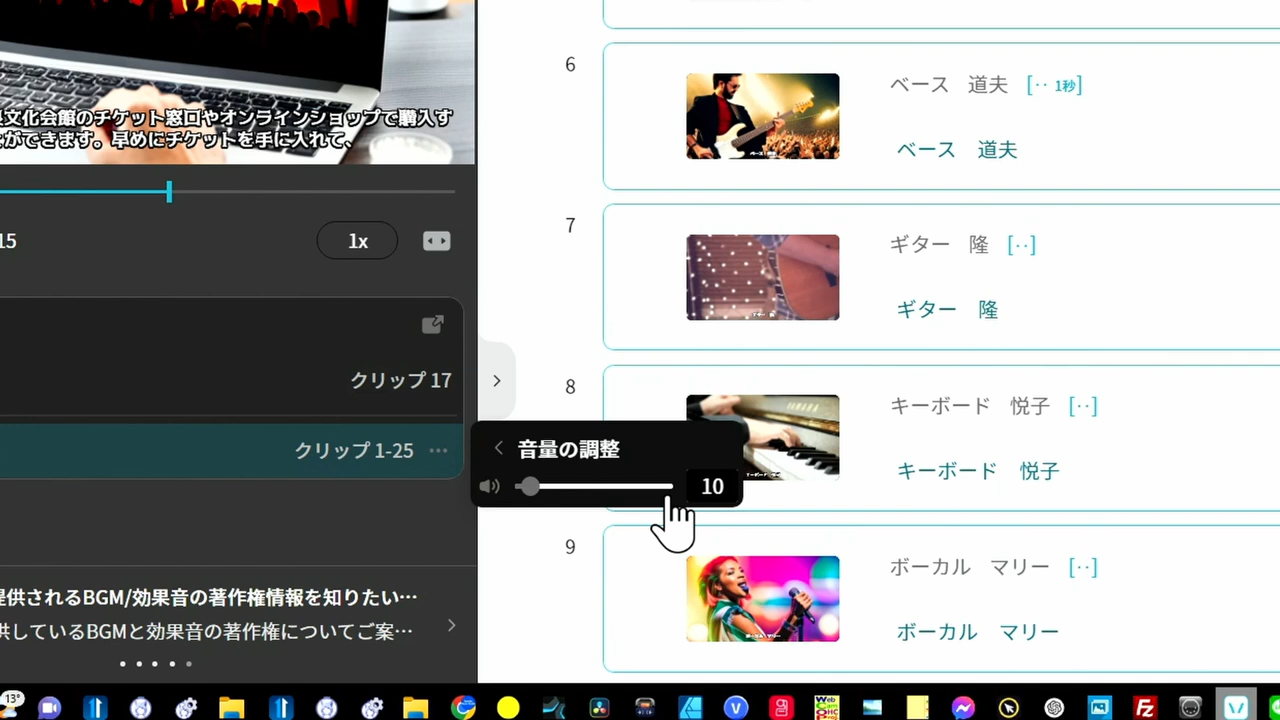 文化会館のチケット窓口やオンラインショップで購入す
ができます。早めにチケットを手に入れて、
15
1x
クリップ 17
クリップ 1-25
音量の調整
10
提供されるBGM/効果音の著作権情報を知りたい…
供しているBGMと効果音の著作権についてご案…
6
ベース 道夫 [·· 1秒]
ベース 道夫
7
ギター 隆 [··]
ギター 隆
8
キーボード 悦子 [··]
キーボード 悦子
9
ボーカル マリー [··]
ボーカル マリー
13°